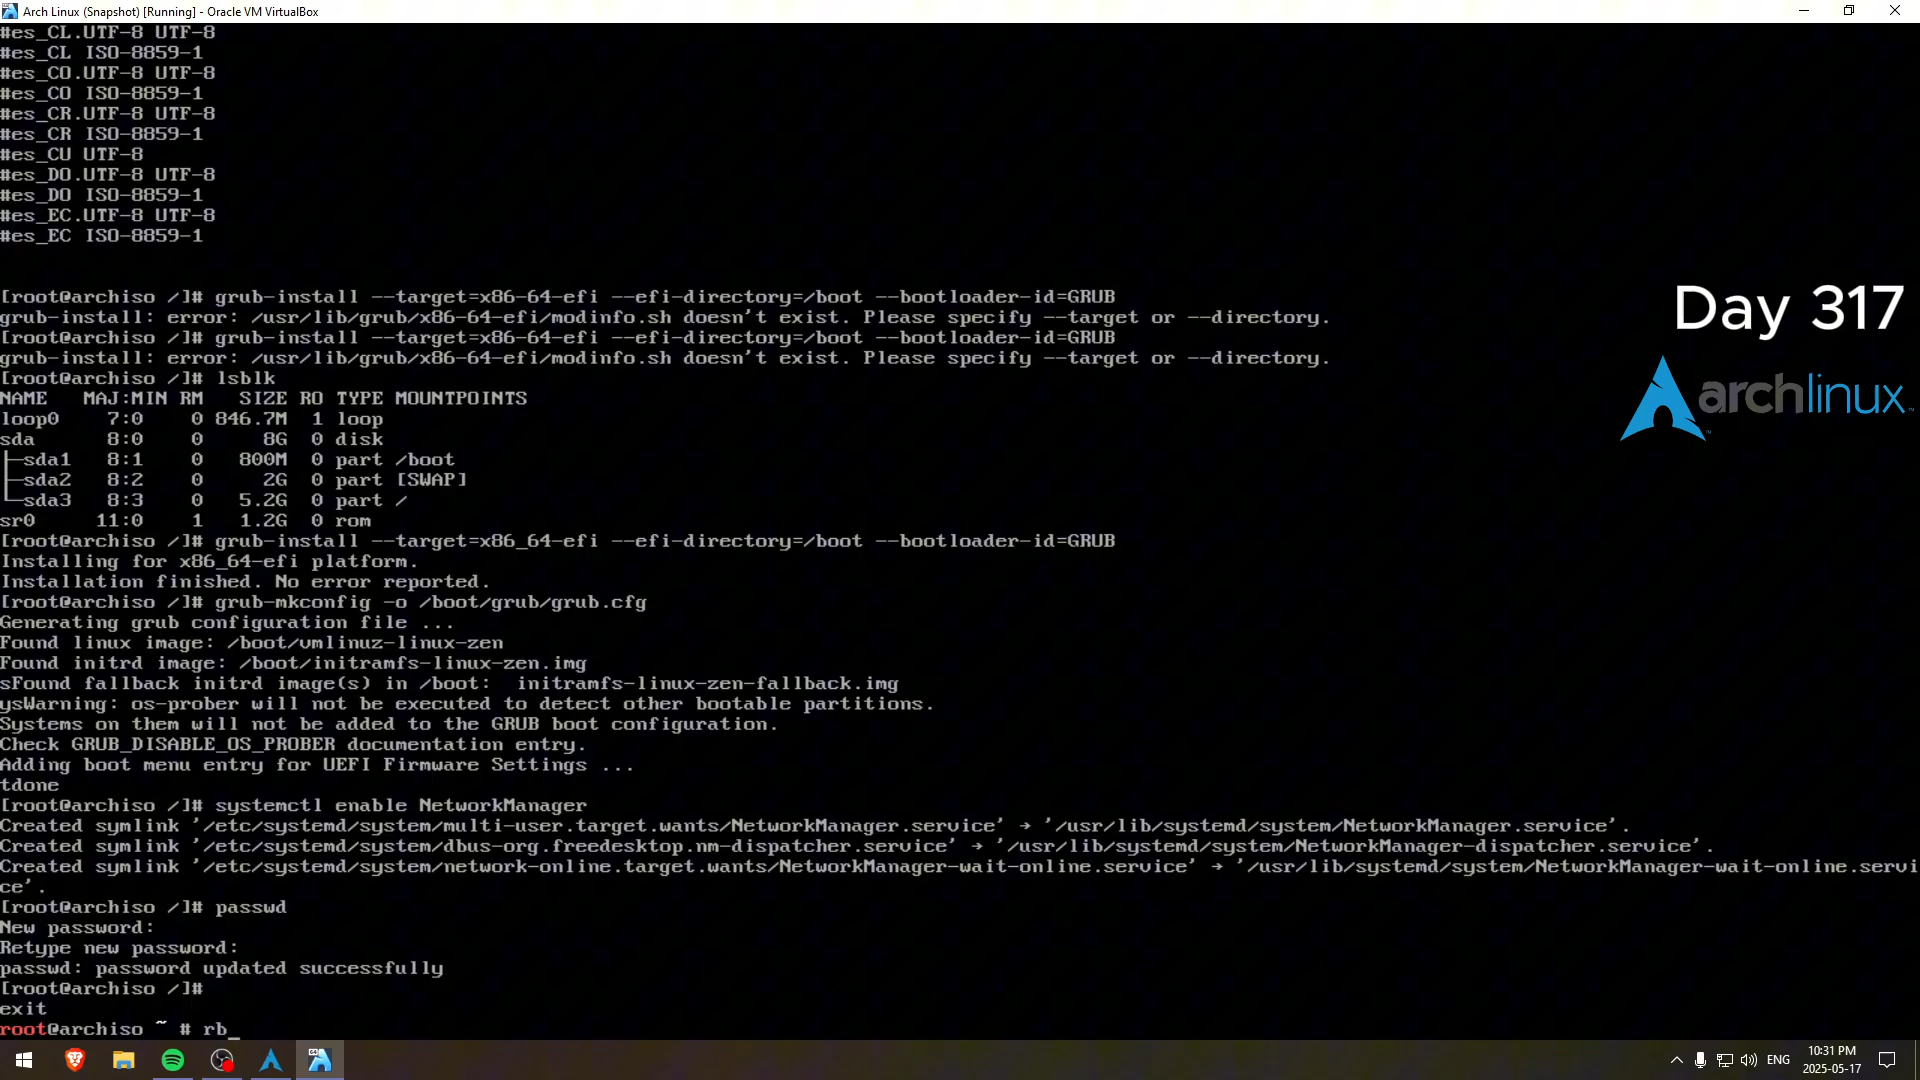 Arch Linux (Snapshot) [Running] - Oracle VM VirtualBox
#es_CL.UTF-8 UTF-8
#es_CL ISO-8859-1
#es_CO.UTF-8 UTF-8
#es_CO ISO-8859-1
#es_CR.UTF-8 UTF-8
#es_CR ISO-8859-1
#es_CU UTF-8
#es_DO.UTF-8 UTF-8
#es_DO ISO-8859-1
#es_EC.UTF-8 UTF-8
#es_EC ISO-8859-1
[root@archiso /]# grub-install --target=x86-64-efi --efi-directory=/boot --bootloader-id=GRUB
grub-install: error: /usr/lib/grub/x86-64-efi/modinfo.sh doesn't exist. Please specify --target or --directory.
[root@archiso /]# grub-install --target=x86-64-efi --efi-directory=/boot --bootloader-id=GRUB
grub-install: error: /usr/lib/grub/x86-64-efi/modinfo.sh doesn't exist. Please specify --target or --directory.
[root@archiso /]# lsblk
NAME   MAJ:MIN RM   SIZE RO TYPE MOUNTPOINTS
loop0    7:0    0 846.7M  1 loop
sda      8:0    0     8G  0 disk
├─sda1   8:1    0   800M  0 part /boot
├─sda2   8:2    0     2G  0 part [SWAP]
└─sda3   8:3    0   5.2G  0 part /
sr0     11:0    1   1.2G  0 rom
[root@archiso /]# grub-install --target=x86_64-efi --efi-directory=/boot --bootloader-id=GRUB
Installing for x86_64-efi platform.
Installation finished. No error reported.
[root@archiso /]# grub-mkconfig -o /boot/grub/grub.cfg
Generating grub configuration file ...
Found linux image: /boot/vmlinuz-linux-zen
Found initrd image: /boot/initramfs-linux-zen.img
sFound fallback initrd image(s) in /boot:  initramfs-linux-zen-fallback.img
ysWarning: os-prober will not be executed to detect other bootable partitions.
Systems on them will not be added to the GRUB boot configuration.
Check GRUB_DISABLE_OS_PROBER documentation entry.
Adding boot menu entry for UEFI Firmware Settings ...
tdone
[root@archiso /]# systemctl enable NetworkManager
Created symlink '/etc/systemd/system/multi-user.target.wants/NetworkManager.service' → '/usr/lib/systemd/system/NetworkManager.service'.
Created symlink '/etc/systemd/system/dbus-org.freedesktop.nm-dispatcher.service' → '/usr/lib/systemd/system/NetworkManager-dispatcher.service'.
Created symlink '/etc/systemd/system/network-online.target.wants/NetworkManager-wait-online.service' → '/usr/lib/systemd/system/NetworkManager-wait-online.servi
ce'.
[root@archiso /]# passwd
New password:
Retype new password:
passwd: password updated successfully
[root@archiso /]#
exit
root@archiso ~ # rb_
Day 317
archlinux
ENG
10:31 PM
2025-05-17